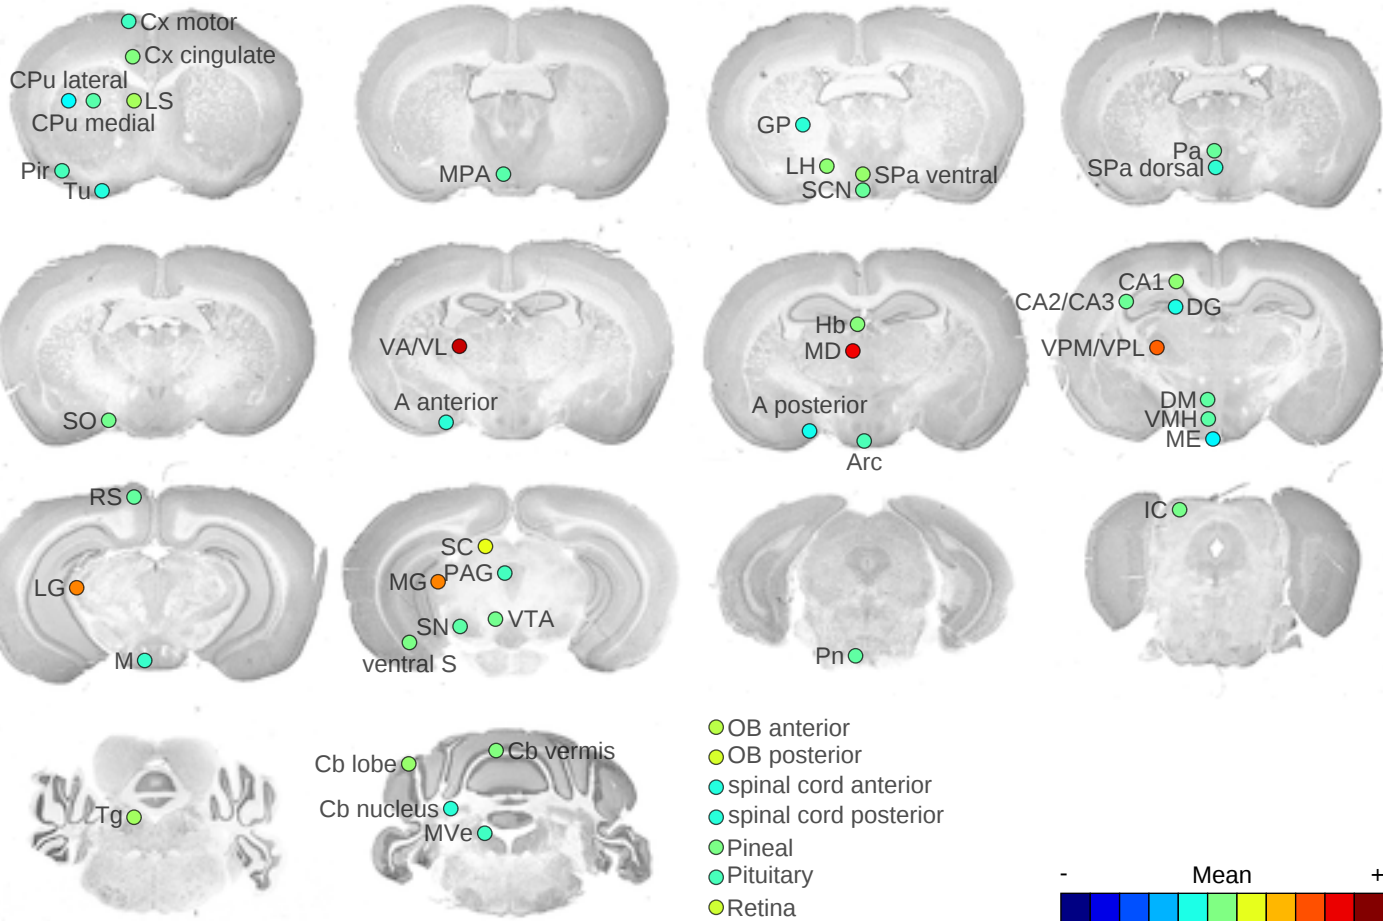 Cx motor
Cx cingulate
CPu lateral
LS
CPu medial
Pir
Tu
MPA
GP
LH
SPa ventral
SCN
Pa
SPa dorsal
SO
VA/VL
A anterior
Hb
MD
A posterior
Arc
CA1
CA2/CA3
DG
VPM/VPL
DM
VMH
ME
RS
LG
M
SC
MG
PAG
SN
VTA
ventral S
Pn
IC
Tg
Cb lobe
Cb vermis
Cb nucleus
MVe
OB anterior
OB posterior
spinal cord anterior
spinal cord posterior
Pineal
Pituitary
Retina
- Mean +